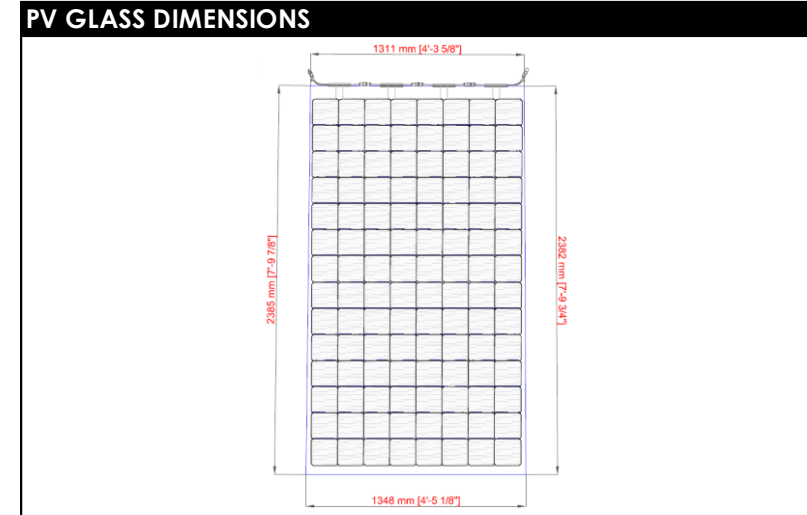 PV GLASS DIMENSIONS
1311 mm [4'-3 5/8"]
2385 mm [7'-9 7/8"]
2382 mm [7'-9 3/4"]
1348 mm [4'-5 1/8"]